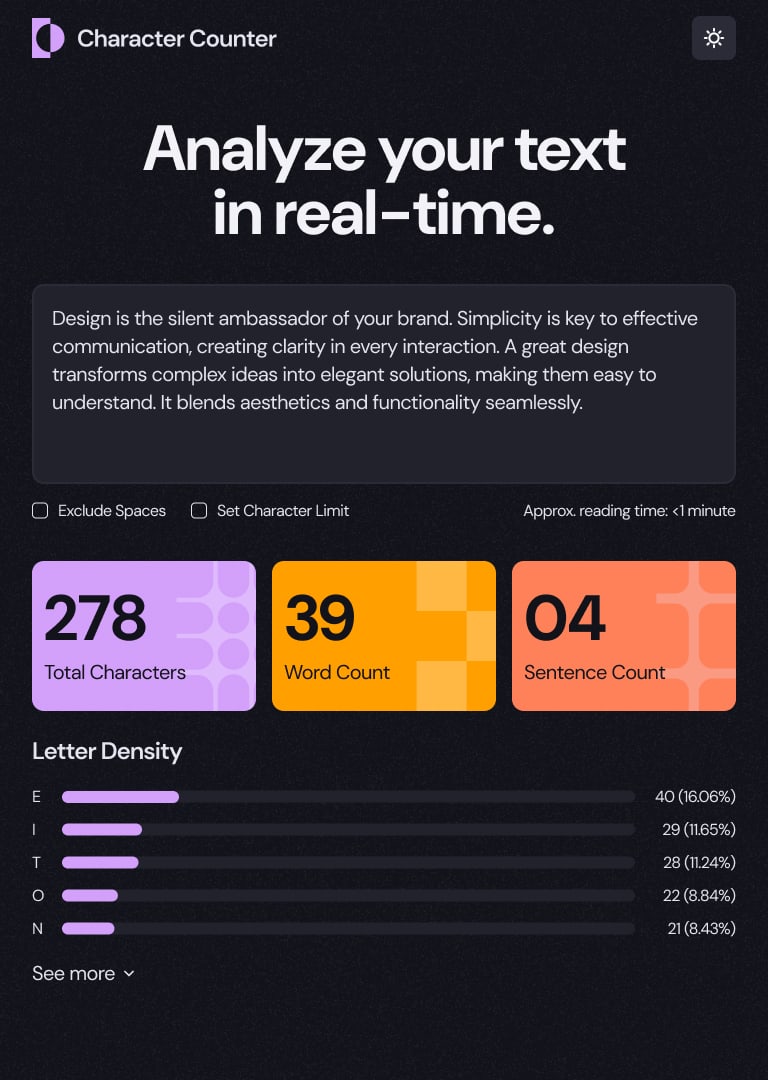 Character Counter
Analyze your text
in real-time.
Design is the silent ambassador of your brand. Simplicity is key to effective
communication, creating clarity in every interaction. A great design
transforms complex ideas into elegant solutions, making them easy to
understand. It blends aesthetics and functionality seamlessly.
Exclude Spaces Set Character Limit Approx. reading time: <1 minute
278 39 04
Total Characters Word Count Sentence Count
Letter Density
E 40 (16.06%)
I 29 (11.65%)
T 28 (11.24%)
O 22 (8.84%)
N 21 (8.43%)
See more